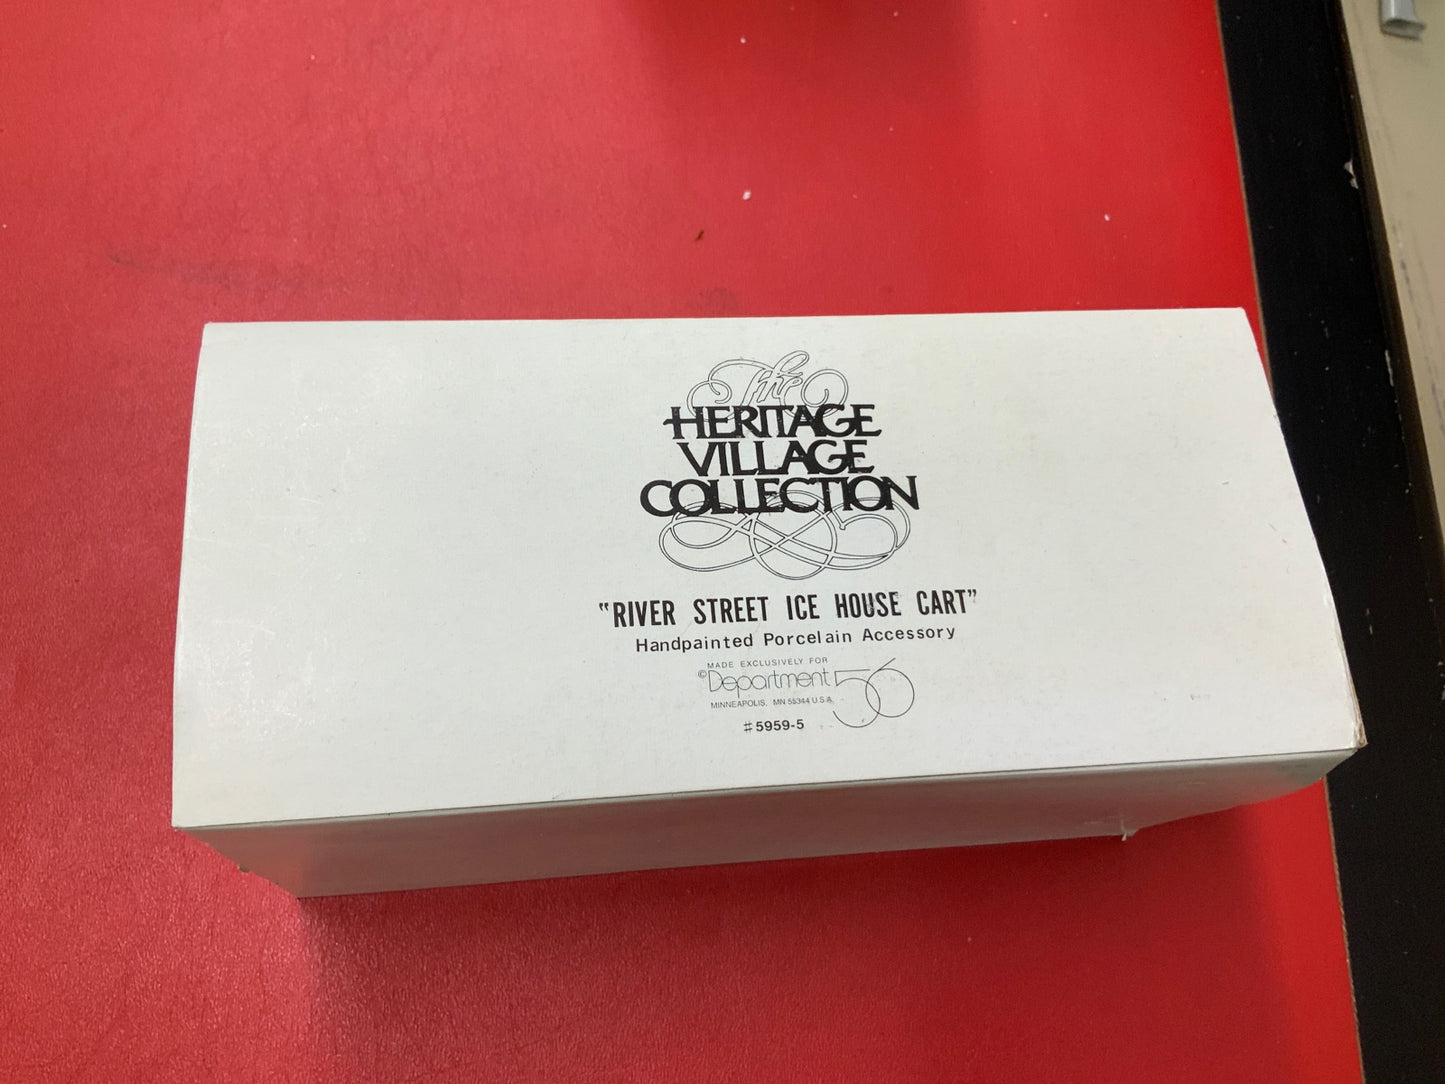 The
HERITAGE
VILLAGE
COLLECTION
"RIVER STREET ICE HOUSE CART"
Handpainted Porcelain Accessory
MADE EXCLUSIVELY FOR
©Department 56
MINNEAPOLIS, MN 55344 U.S.A.
#5959-5